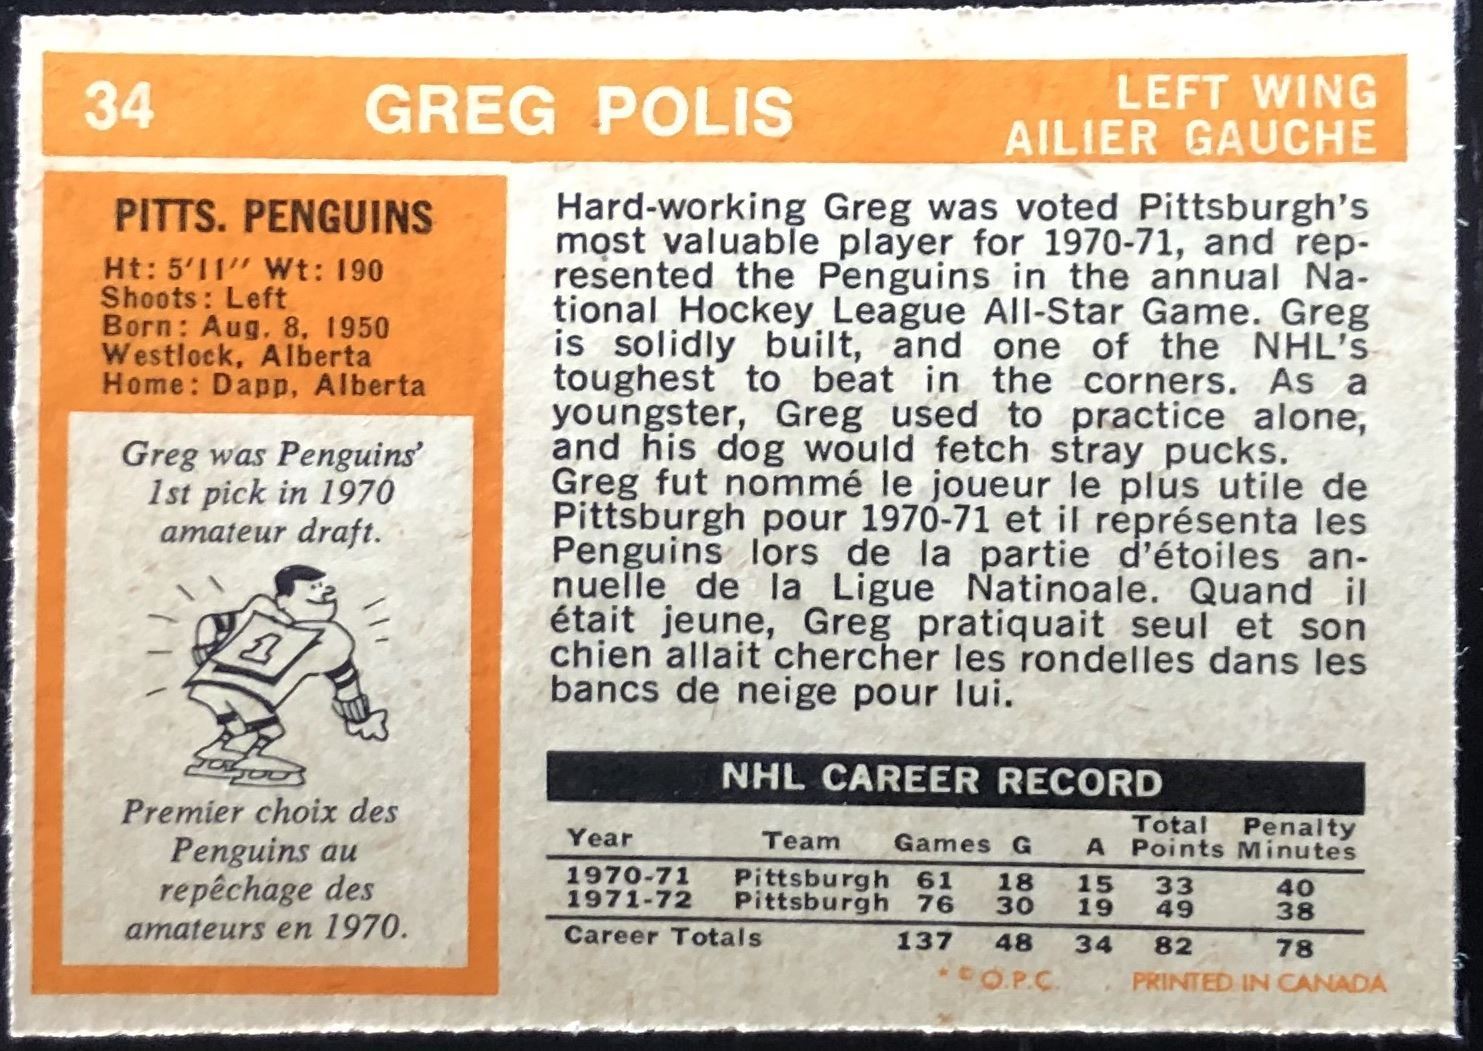 34
GREG POLIS
LEFT WING
AILIER GAUCHE
PITTS. PENGUINS
Ht: 5'11″ Wt: 190
Shoots: Left
Born: Aug. 8, 1950
Westlock, Alberta
Home: Dapp, Alberta
Greg was Penguins'
1st pick in 1970
amateur draft.
1
Premier choix des
Penguins au
repêchage des
amateurs en 1970.
Hard-working Greg was voted Pittsburgh's
most valuable player for 1970-71, and rep-
resented the Penguins in the annual Na-
tional Hockey League All-Star Game. Greg
is solidly built, and one of the NHL's
toughest to beat in the corners. As a
youngster, Greg used to practice alone,
and his dog would fetch stray pucks.
Greg fut nommé le joueur le plus utile de
Pittsburgh pour 1970-71 et il représenta les
Penguins lors de la partie d'étoiles an-
nuelle de la Ligue Natinoale. Quand il
était jeune, Greg pratiquait seul et son
chien allait chercher les rondelles dans les
bancs de neige pour lui.
NHL CAREER RECORD
Year Team Games G A Total Points Penalty Minutes
1970-71 Pittsburgh 61 18 15 33 40
1971-72 Pittsburgh 76 30 19 49 38
Career Totals 137 48 34 82 78
* © O.P.C. PRINTED IN CANADA